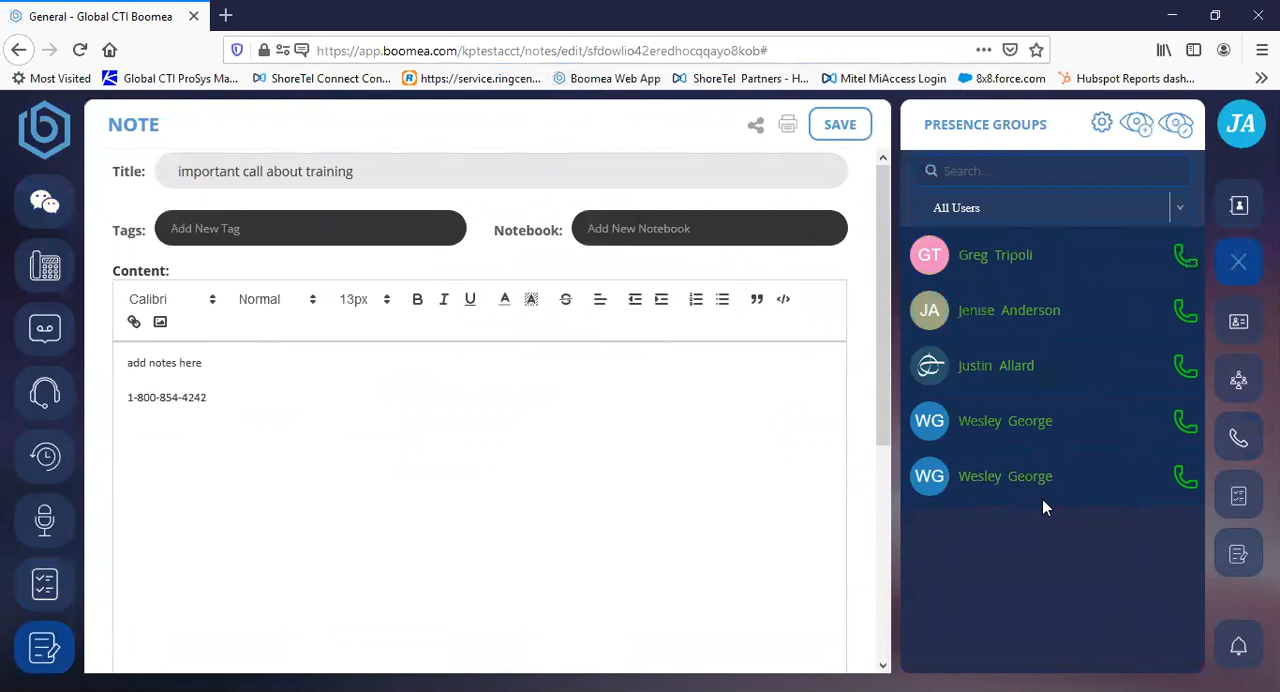 General - Global CTI Boomea
https://app.boomea.com/kptestacct/notes/edit/sfdowlio42eredhocqqayo8kob#
Most Visited Global CTI ProSys Ma... ShoreTel Connect Con... https://service.ringcen... Boomea Web App ShoreTel Partners - H... Mitel MiAccess Login 8x8.force.com Hubspot Reports dash...
NOTE SAVE
Title: important call about training
Tags: Add New Tag Notebook: Add New Notebook
Content:
Calibri Normal 13px B I U A A S
add notes here
1-800-854-4242
PRESENCE GROUPS
JA
Search...
All Users
GT Greg Tripoli
JA Jenise Anderson
Justin Allard
WG Wesley George
WG Wesley George